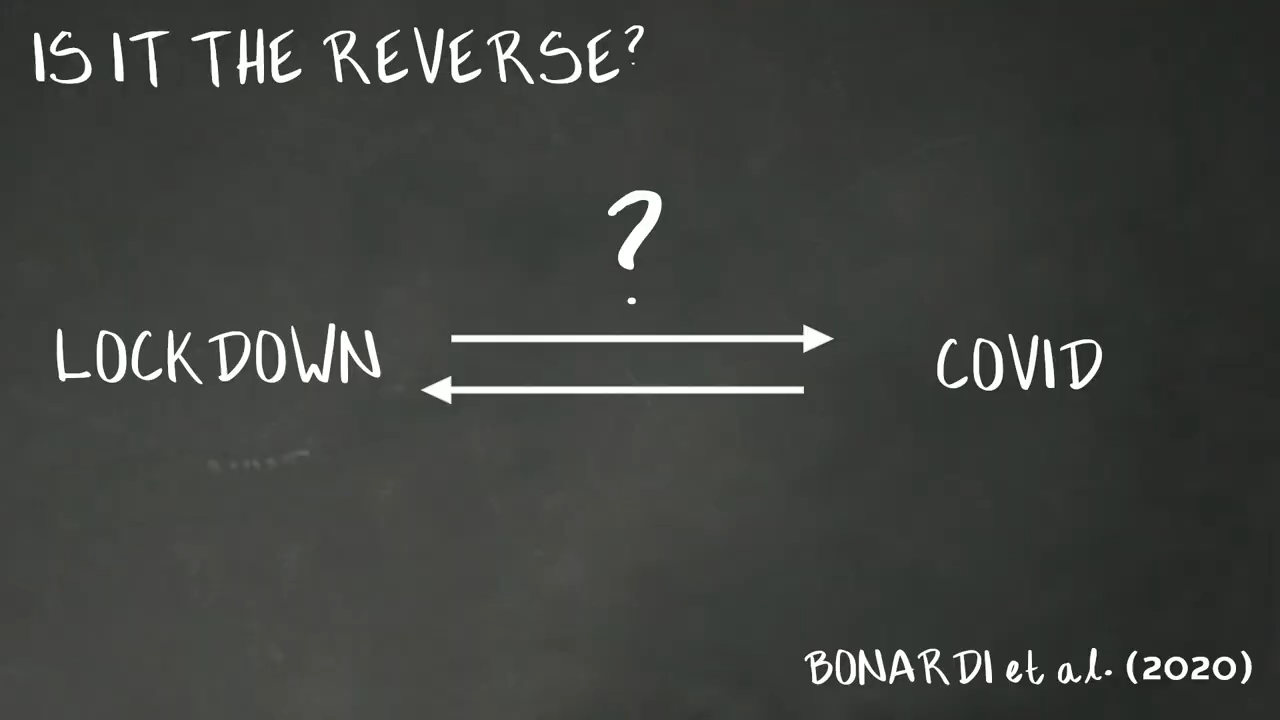 IS IT THE REVERSE?
?
LOCKDOWN
COVID
BONARDI et al. (2020)